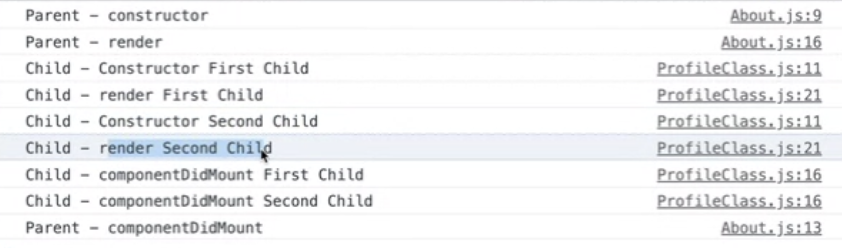 Parent – constructor About.js:9
Parent – render About.js:16
Child – Constructor First Child ProfileClass.js:11
Child – render First Child ProfileClass.js:21
Child – Constructor Second Child ProfileClass.js:11
Child – render Second Child ProfileClass.js:21
Child – componentDidMount First Child ProfileClass.js:16
Child – componentDidMount Second Child ProfileClass.js:16
Parent – componentDidMount About.js:13